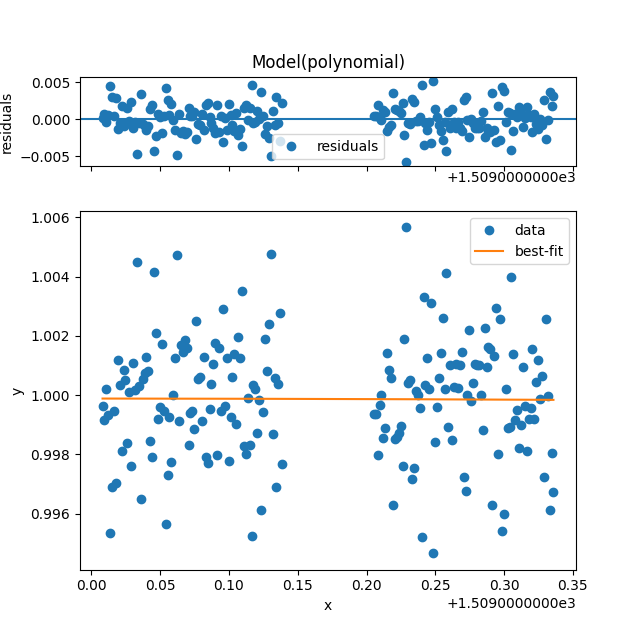 Model(polynomial)
0.005
0.000
−0.005
residuals
residuals
+1.5090000000e3
1.006
1.004
1.002
1.000
0.998
0.996
y
data
best-fit
0.00 0.05 0.10 0.15 0.20 0.25 0.30 0.35
x
+1.5090000000e3